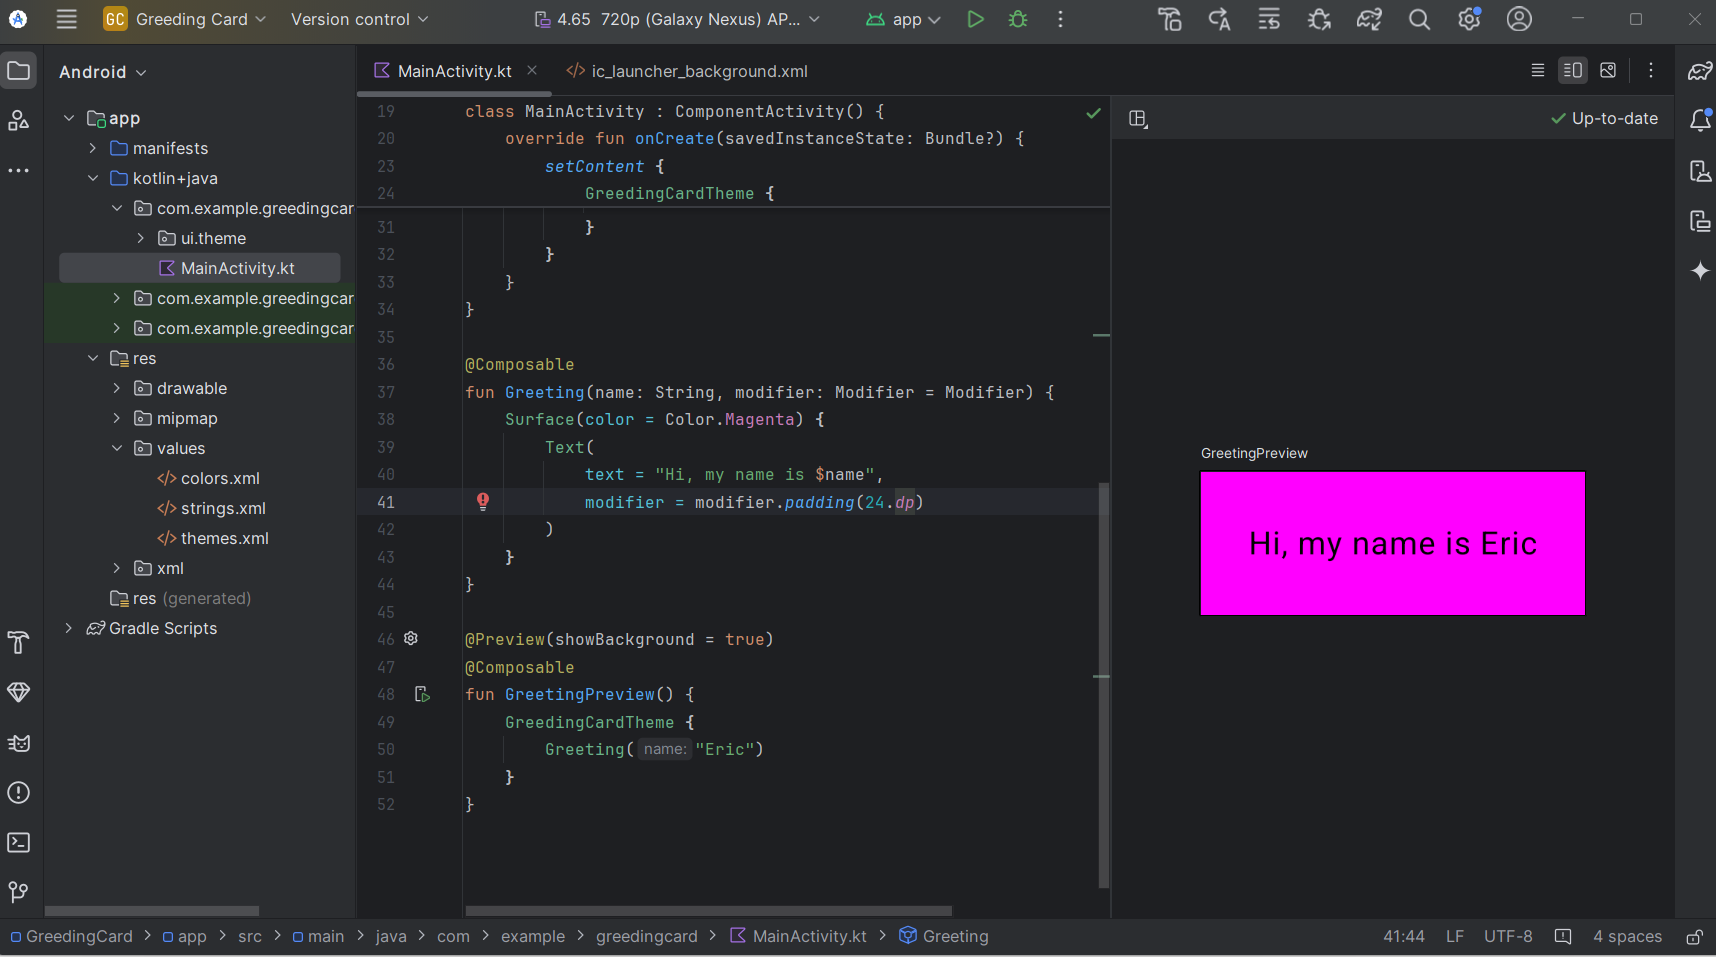 GC Greeding Card Version control 4.65 720p (Galaxy Nexus) AP... app
Android
app
manifests
kotlin+java
com.example.greedingcar
ui.theme
MainActivity.kt
com.example.greedingcar
com.example.greedingcar
res
drawable
mipmap
values
colors.xml
strings.xml
themes.xml
xml
res (generated)
Gradle Scripts
MainActivity.kt ic_launcher_background.xml
19 class MainActivity : ComponentActivity() {
20 override fun onCreate(savedInstanceState: Bundle?) {
23 setContent {
24 GreedingCardTheme {
31 }
32 }
33 }
34 }
35
36 @Composable
37 fun Greeting(name: String, modifier: Modifier = Modifier) {
38 Surface(color = Color.Magenta) {
39 Text(
40 text = "Hi, my name is $name",
41 modifier = modifier.padding(24.dp)
42 )
43 }
44 }
45
46 @Preview(showBackground = true)
47 @Composable
48 fun GreetingPreview() {
49 GreedingCardTheme {
50 Greeting( name: "Eric")
51 }
52 }
Up-to-date
GreetingPreview
Hi, my name is Eric
GreedingCard app src main java com example greedingcard MainActivity.kt Greeting 41:44 LF UTF-8 4 spaces